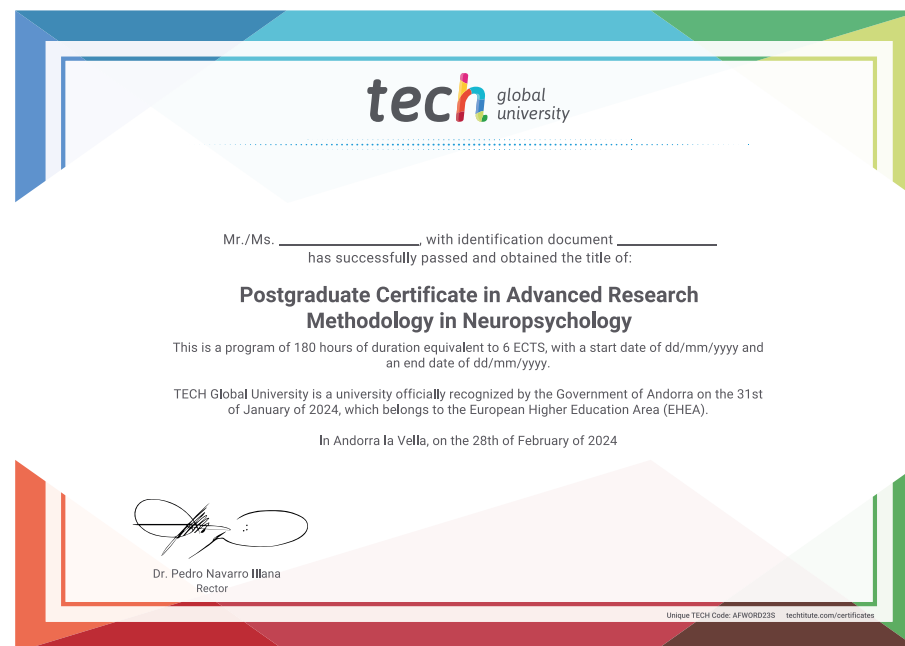 tech global
university
Mr./Ms. ____________, with identification document ____________
has successfully passed and obtained the title of:
Postgraduate Certificate in Advanced Research
Methodology in Neuropsychology
This is a program of 180 hours of duration equivalent to 6 ECTS, with a start date of dd/mm/yyyy and
an end date of dd/mm/yyyy.
TECH Global University is a university officially recognized by the Government of Andorra on the 31st
of January of 2024, which belongs to the European Higher Education Area (EHEA).
In Andorra la Vella, on the 28th of February of 2024
Dr. Pedro Navarro Illana
Rector
Unique TECH Code: AFWORD23S techtitute.com/certificates